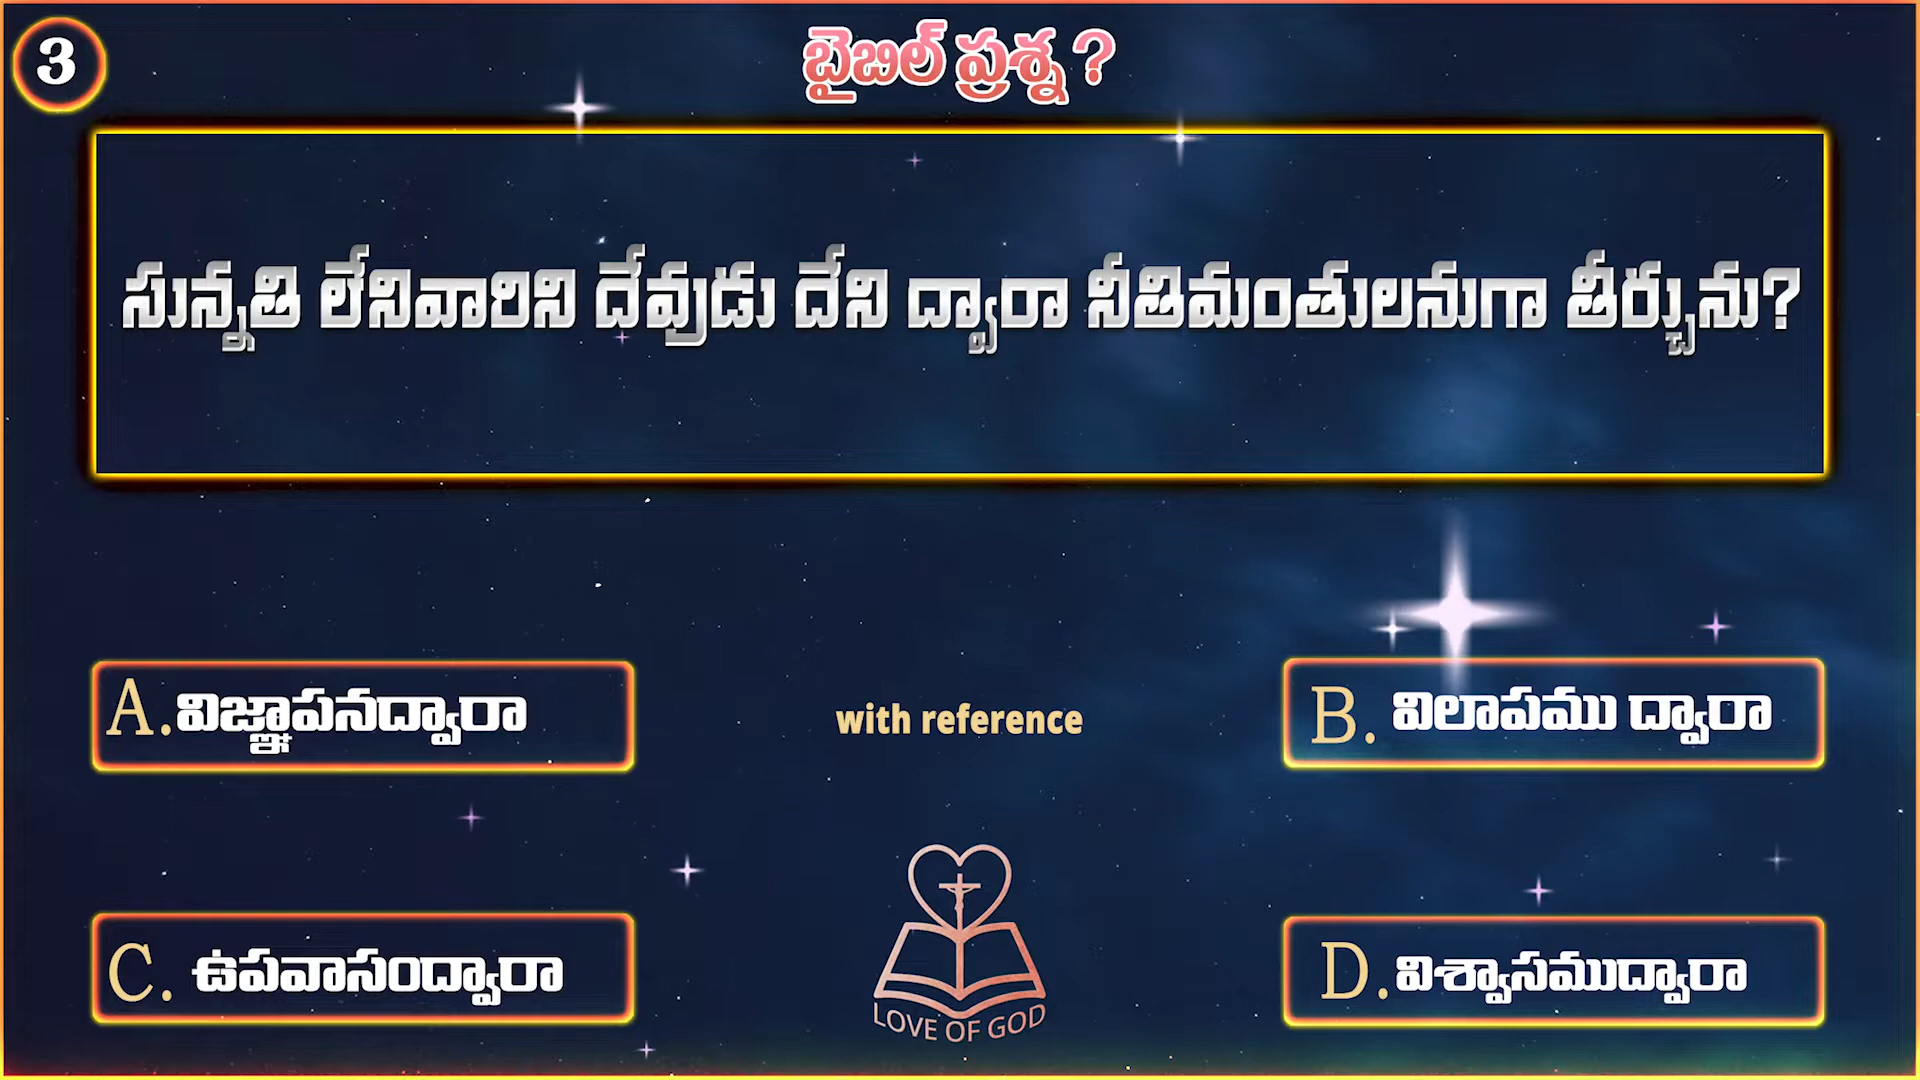 3
బైబిల్ ప్రశ్న ?
సున్నతి లేనివారిని దేవుడు దేని ద్వారా నీతిమంతులనుగా తీర్చును?
A. విజ్ఞాపనద్వారా
with reference
B. విలాపము ద్వారా
C. ఉపవాసంద్వారా
D. విశ్వాసముద్వారా
LOVE OF GOD